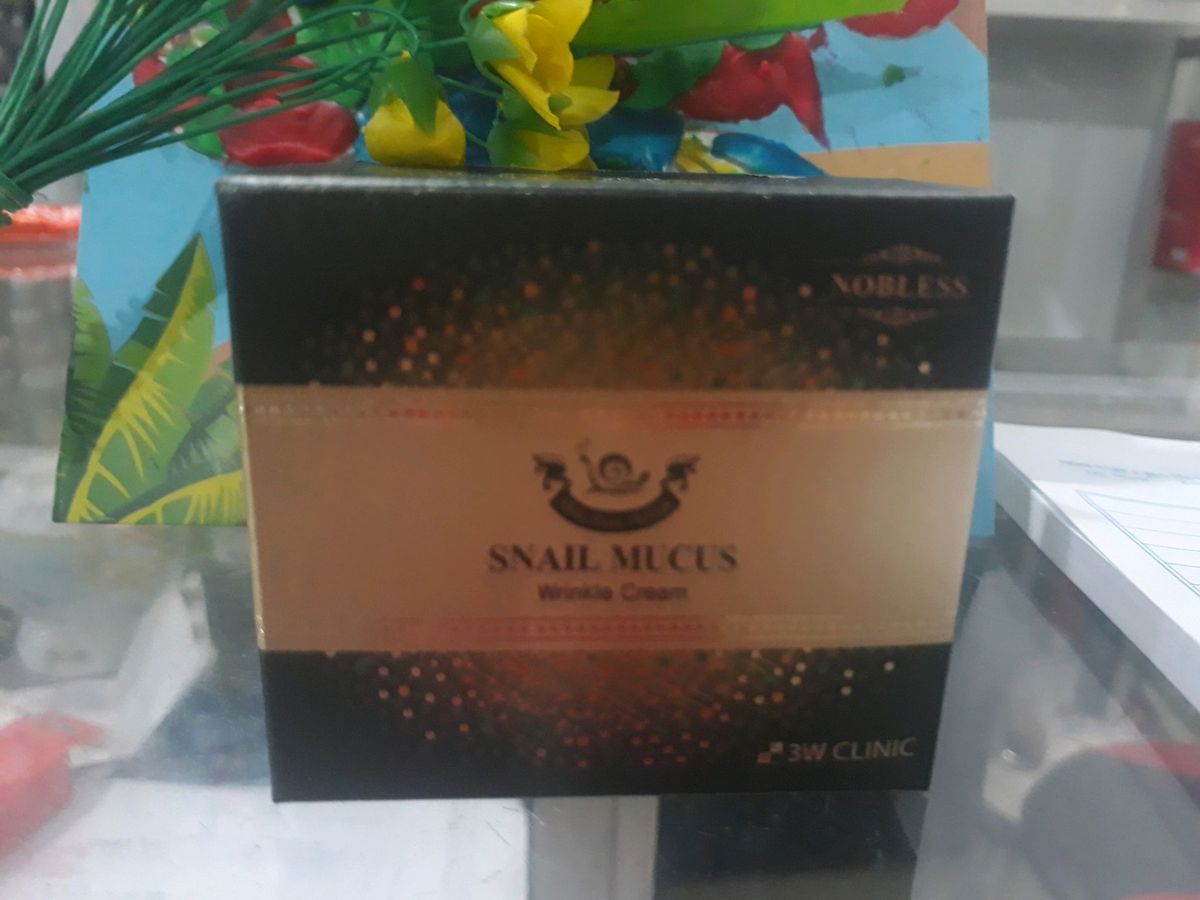 NOBLESS
SNAIL MUCUS
Wrinkle Cream
3W CLINIC